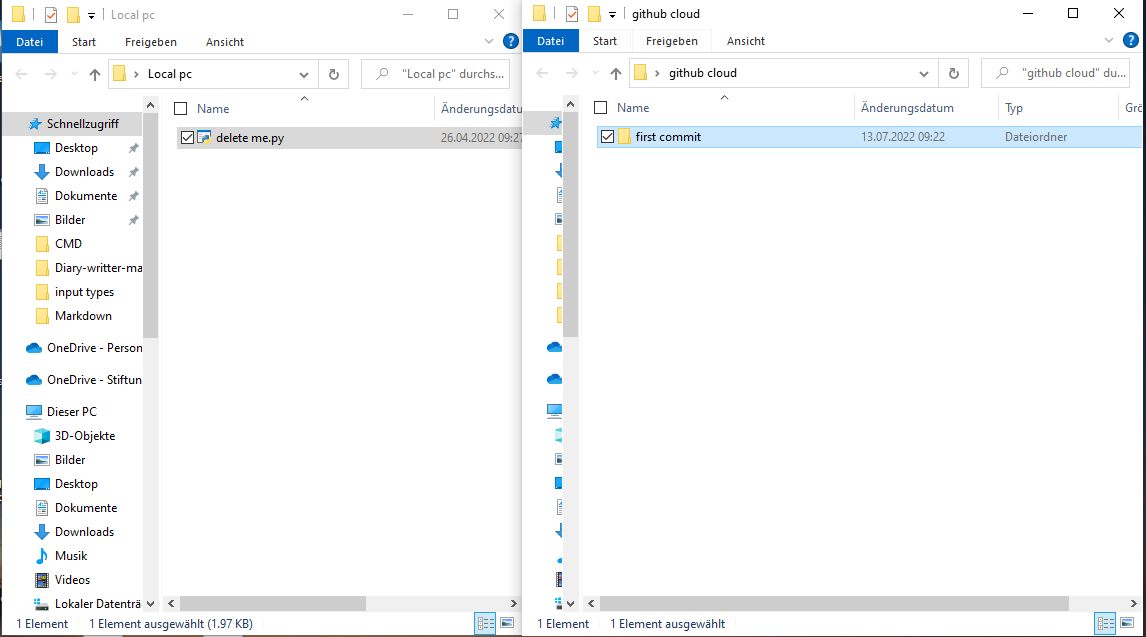 Local pc
Datei Start Freigeben Ansicht
Local pc "Local pc" durchs...
Name Änderungsdatu
Schnellzugriff
delete me.py 26.04.2022 09:27
Desktop
Downloads
Dokumente
Bilder
CMD
Diary-writter-ma
input types
Markdown
OneDrive - Person
OneDrive - Stiftun
Dieser PC
3D-Objekte
Bilder
Desktop
Dokumente
Downloads
Musik
Videos
Lokaler Datenträ
1 Element 1 Element ausgewählt (1.97 KB)
github cloud
Datei Start Freigeben Ansicht
github cloud "github cloud" du...
Name Änderungsdatum Typ Grö
first commit 13.07.2022 09:22 Dateiordner
1 Element 1 Element ausgewählt